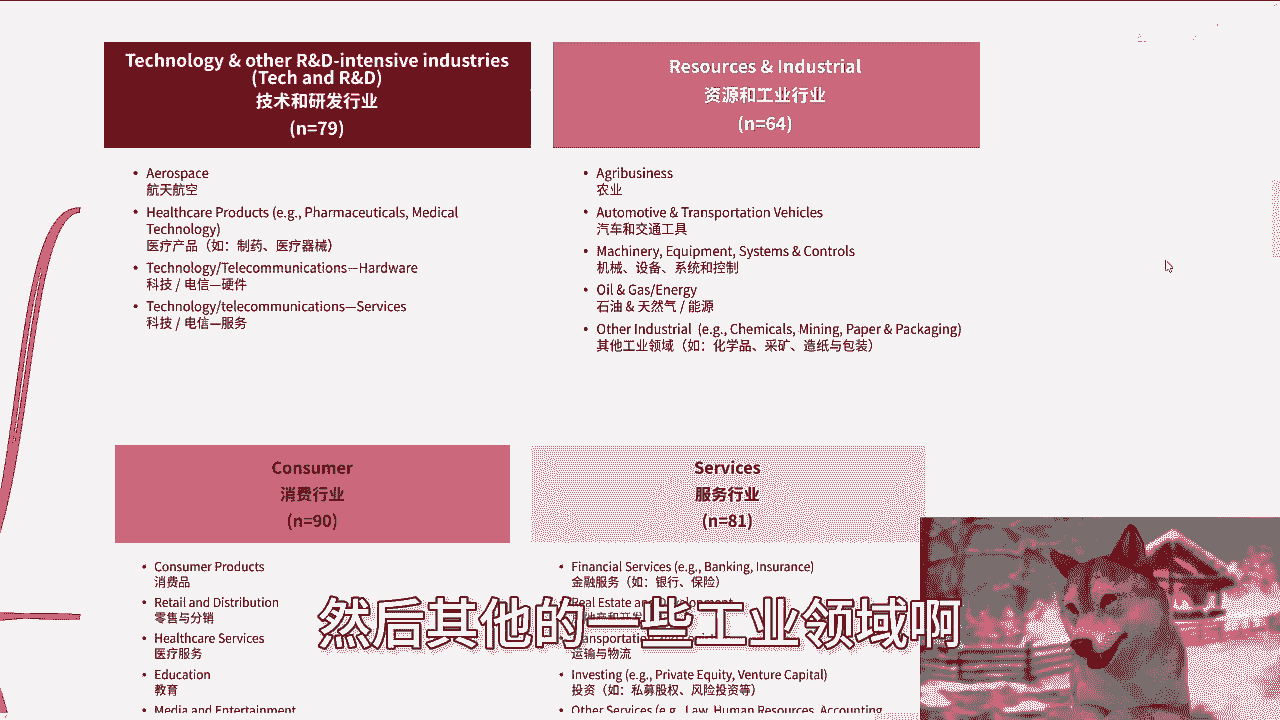 Technology & other R&D-intensive industries
(Tech and R&D)
技术和研发行业
(n=79)
• Aerospace
航天航空
• Healthcare Products (e.g., Pharmaceuticals, Medical
Technology)
医疗产品（如：制药、医疗器械）
• Technology/Telecommunications—Hardware
科技 / 电信—硬件
• Technology/telecommunications—Services
科技 / 电信—服务
Resources & Industrial
资源和工业行业
(n=64)
• Agribusiness
农业
• Automotive & Transportation Vehicles
汽车和交通工具
• Machinery, Equipment, Systems & Controls
机械、设备、系统和控制
• Oil & Gas/Energy
石油 & 天然气 / 能源
• Other Industrial (e.g., Chemicals, Mining, Paper & Packaging)
其他工业领域（如：化学品、采矿、造纸与包装）
Consumer
消费行业
(n=90)
• Consumer Products
消费品
• Retail and Distribution
零售与分销
• Healthcare Services
医疗服务
• Education
教育
• Media and Entertainment
Services
服务行业
(n=81)
• Financial Services (e.g., Banking, Insurance)
金融服务（如：银行、保险）
Real Estate and Development
运输与物流
• Investing (e.g., Private Equity, Venture Capital)
投资（如：私募股权、风险投资等）
• Other Services (e.g., Law, Human Resources, Accounting
然后其他的一些工业领域啊